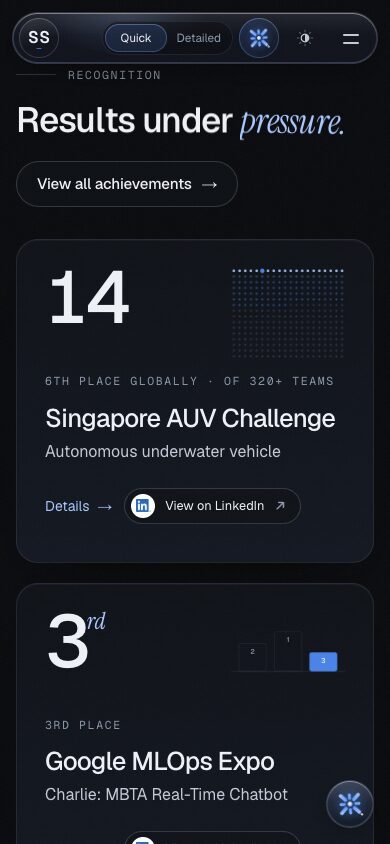 SS
Quick
Detailed
RECOGNITION
Results under pressure.
View all achievements →
14
6TH PLACE GLOBALLY · OF 320+ TEAMS
Singapore AUV Challenge
Autonomous underwater vehicle
Details →
View on LinkedIn ↗
3rd
2
1
3
3RD PLACE
Google MLOps Expo
Charlie: MBTA Real-Time Chatbot